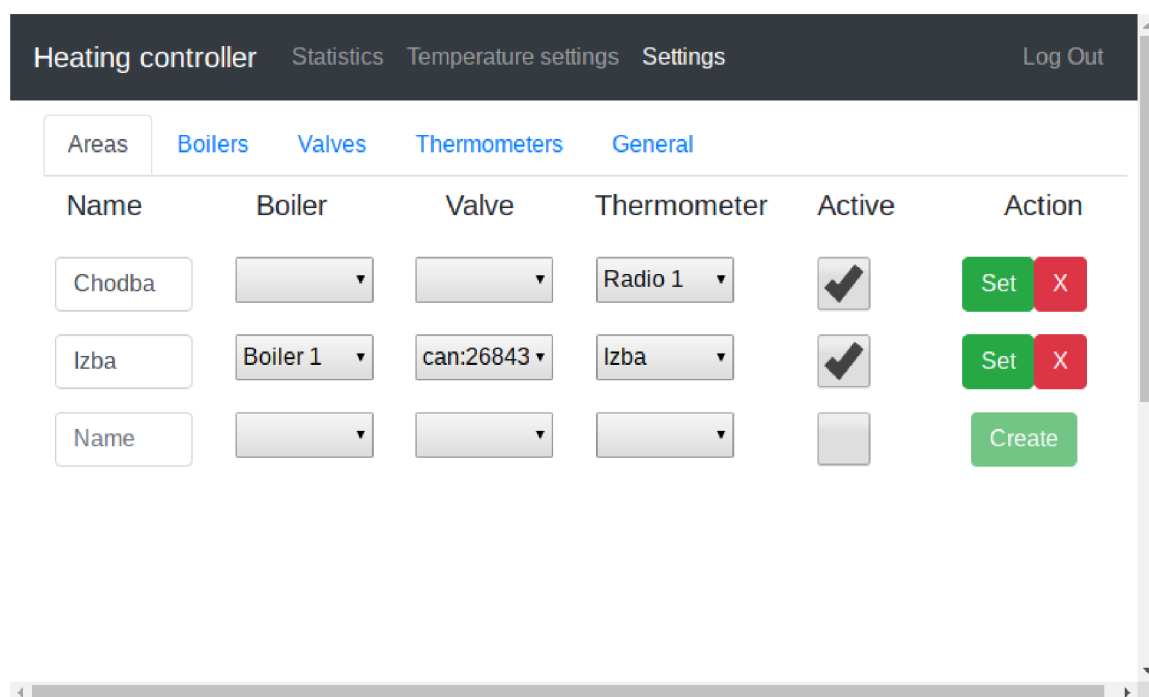 Heating controller Statistics Temperature settings Settings Log Out
Areas Boilers Valves Thermometers General
Name Boiler Valve Thermometer Active Action
Chodba Radio 1 Set X
Izba Boiler 1 can:26843 Izba Set X
Name Create